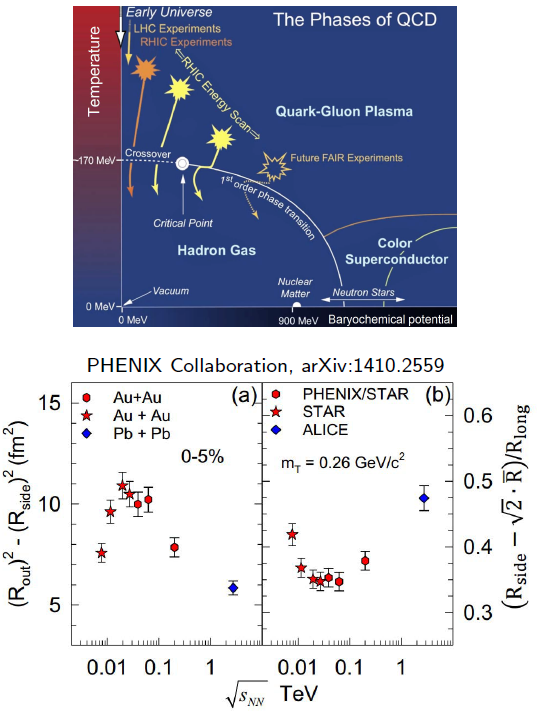 The Phases of QCD
Early Universe
LHC Experiments
RHIC Experiments
⇐RHIC Energy Scan⇒
Quark-Gluon Plasma
Temperature
~170 MeV
Crossover
Future FAIR Experiments
1st order phase transition
Critical Point
Hadron Gas
Color
Superconductor
Vacuum
Nuclear
Matter
Neutron Stars
0 MeV
0 MeV
900 MeV
Baryochemical potential
PHENIX Collaboration, arXiv:1410.2559
(a)
Au+Au
Au + Au
Pb + Pb
0-5%
(R_out)^2 - (R_side)^2 (fm^2)
15
10
5
0.01
0.1
1
(b)
PHENIX/STAR
STAR
ALICE
m_T = 0.26 GeV/c^2
0.6
0.5
0.4
0.3
(R_side − √2 · R̅)/R_long
0.01
0.1
1
√s_NN TeV